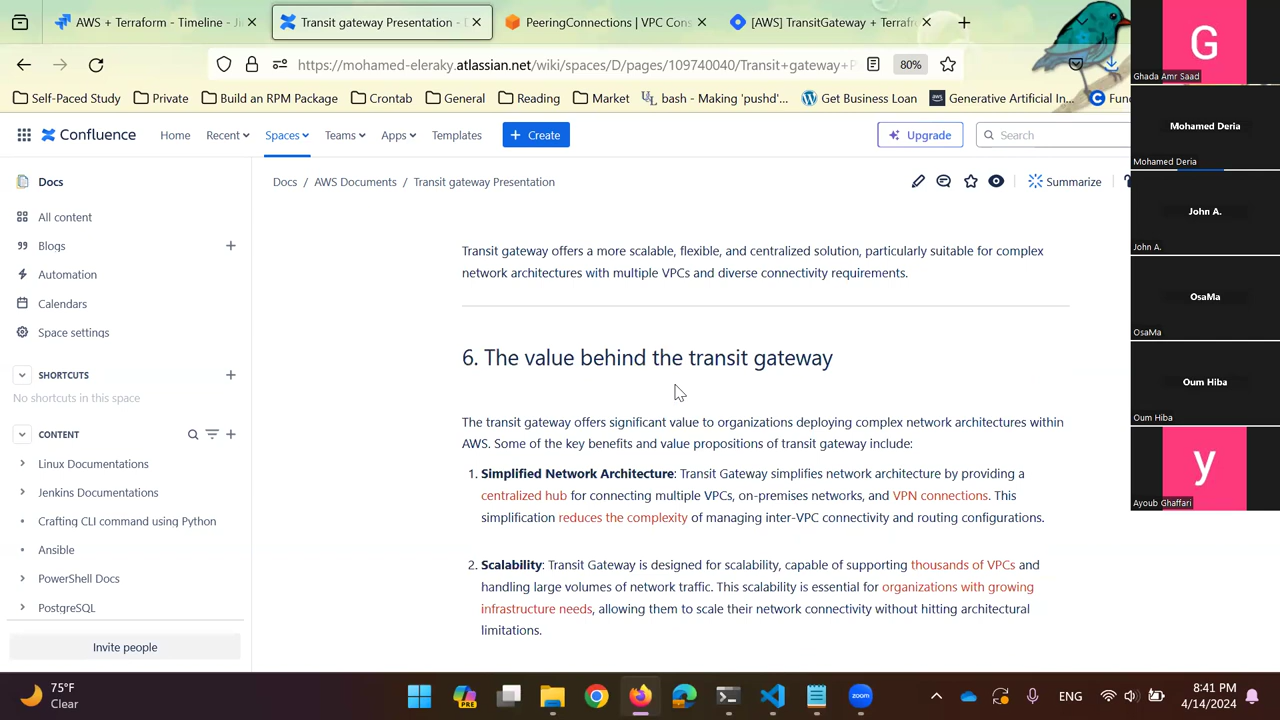 AWS + Terraform - Timeline - Ji
Transit gateway Presentation -
PeeringConnections | VPC Cons
[AWS] TransitGateway + Terrafo
https://mohamed-eleraky.atlassian.net/wiki/spaces/D/pages/109740040/Transit+gateway+P
80%
Self-Paced Study
Private
Build an RPM Package
Crontab
General
Reading
Market
bash - Making 'pushd'...
Get Business Loan
Generative Artificial In...
Fun
Confluence
Home
Recent
Spaces
Teams
Apps
Templates
Create
Upgrade
Search
Docs
Docs / AWS Documents / Transit gateway Presentation
Summarize
All content
Blogs
Automation
Calendars
Space settings
SHORTCUTS
No shortcuts in this space
CONTENT
Linux Documentations
Jenkins Documentations
Crafting CLI command using Python
Ansible
PowerShell Docs
PostgreSQL
Invite people
Transit gateway offers a more scalable, flexible, and centralized solution, particularly suitable for complex
network architectures with multiple VPCs and diverse connectivity requirements.
6. The value behind the transit gateway
The transit gateway offers significant value to organizations deploying complex network architectures within
AWS. Some of the key benefits and value propositions of transit gateway include:
1. Simplified Network Architecture: Transit Gateway simplifies network architecture by providing a
centralized hub for connecting multiple VPCs, on-premises networks, and VPN connections. This
simplification reduces the complexity of managing inter-VPC connectivity and routing configurations.
2. Scalability: Transit Gateway is designed for scalability, capable of supporting thousands of VPCs and
handling large volumes of network traffic. This scalability is essential for organizations with growing
infrastructure needs, allowing them to scale their network connectivity without hitting architectural
limitations.
G
Ghada Amr Saad
Mohamed Deria
Mohamed Deria
John A.
John A.
OsaMa
OsaMa
Oum Hiba
Oum Hiba
y
Ayoub Ghaffari
75°F
Clear
PRE
zoom
ENG
8:41 PM
4/14/2024